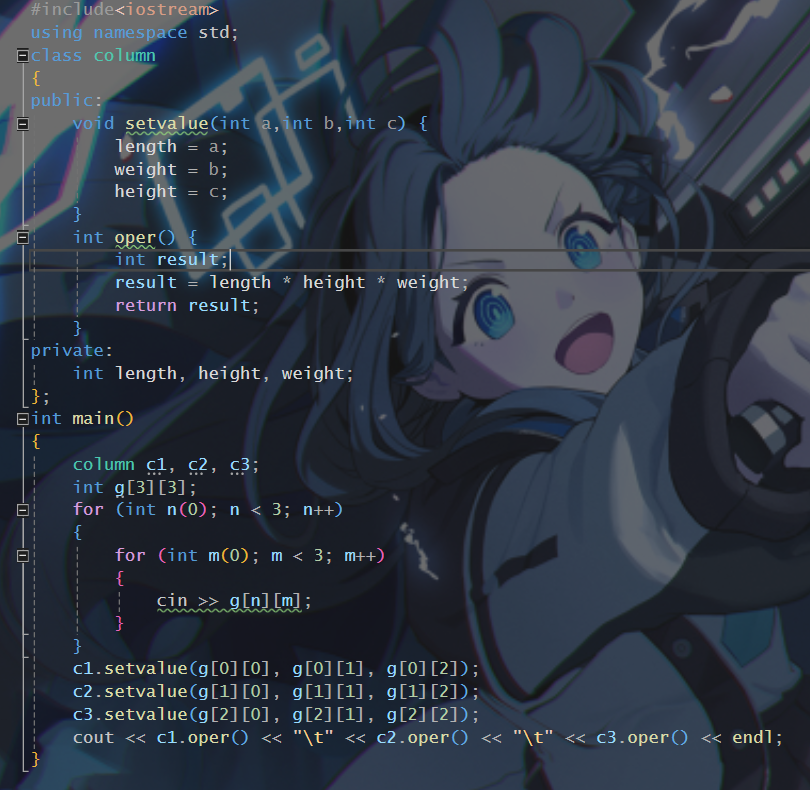 #include<iostream>
using namespace std;
class column
{
public:
    void setvalue(int a,int b,int c) {
        length = a;
        weight = b;
        height = c;
    }
    int oper() {
        int result;
        result = length * height * weight;
        return result;
    }
private:
    int length, height, weight;
};
int main()
{
    column c1, c2, c3;
    int g[3][3];
    for (int n(0); n < 3; n++)
    {
        for (int m(0); m < 3; m++)
        {
            cin >> g[n][m];
        }
    }
    c1.setvalue(g[0][0], g[0][1], g[0][2]);
    c2.setvalue(g[1][0], g[1][1], g[1][2]);
    c3.setvalue(g[2][0], g[2][1], g[2][2]);
    cout << c1.oper() << "\t" << c2.oper() << "\t" << c3.oper() << endl;
}